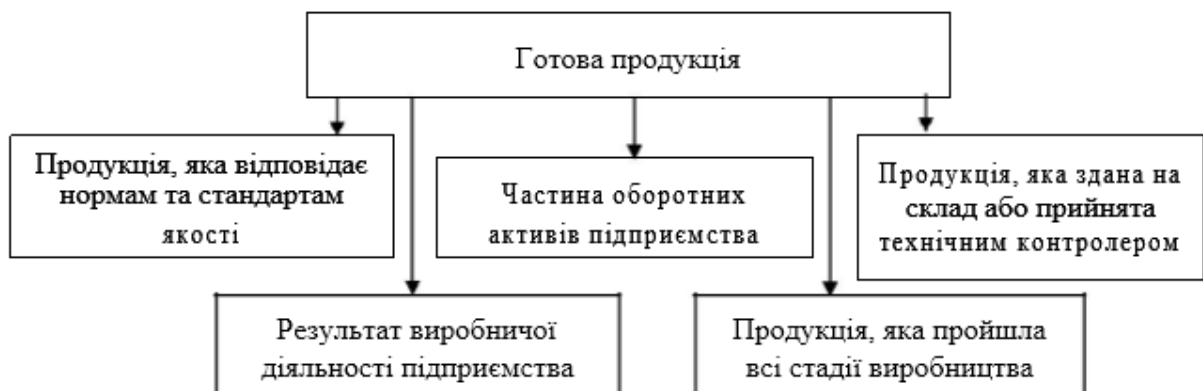 Готова продукція
Продукція, яка відповідає
нормам та стандартам
якості
Частина оборотних
активів підприємства
Продукція, яка здана на
склад або прийнята
технічним контролером
Результат виробничої
діяльності підприємства
Продукція, яка пройшла
всі стадії виробництва